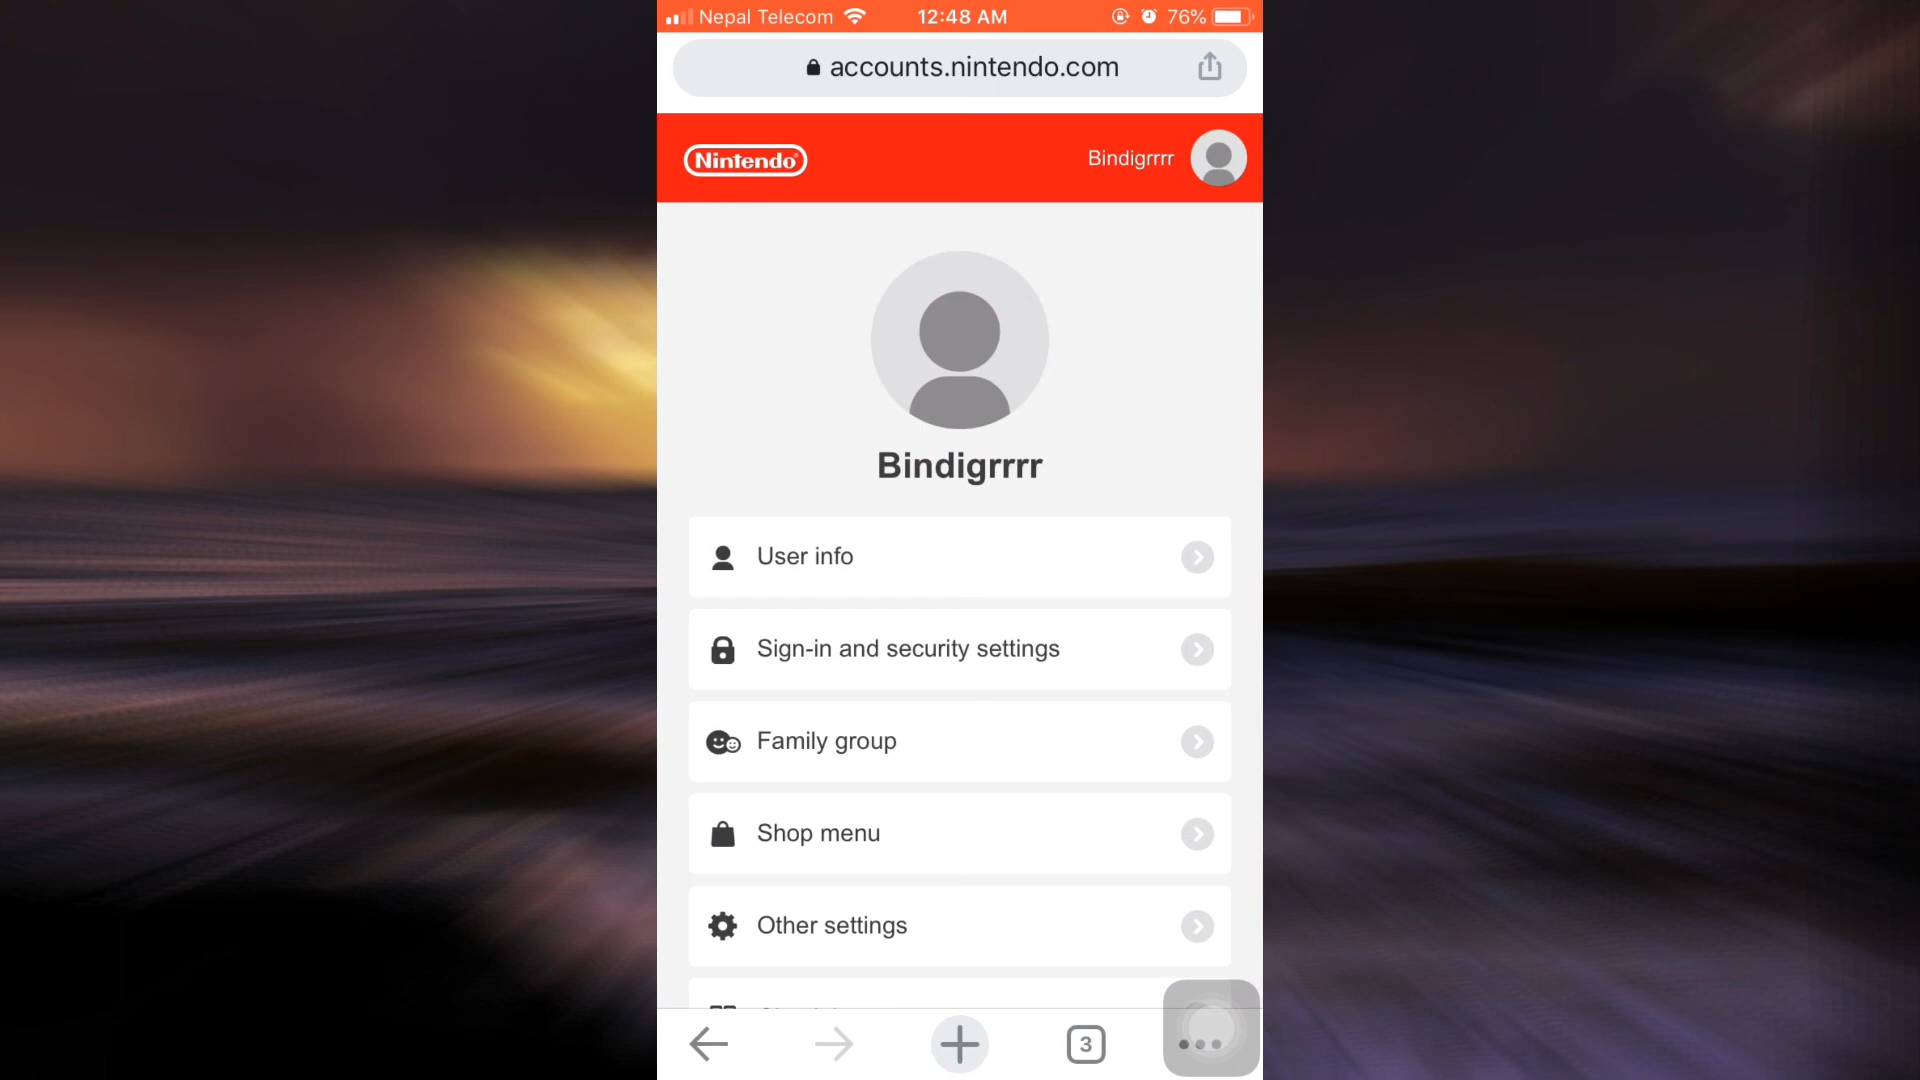 Nepal Telecom 12:48 AM 76%
accounts.nintendo.com
Nintendo Bindigrrrr
Bindigrrrr
User info
Sign-in and security settings
Family group
Shop menu
Other settings
3